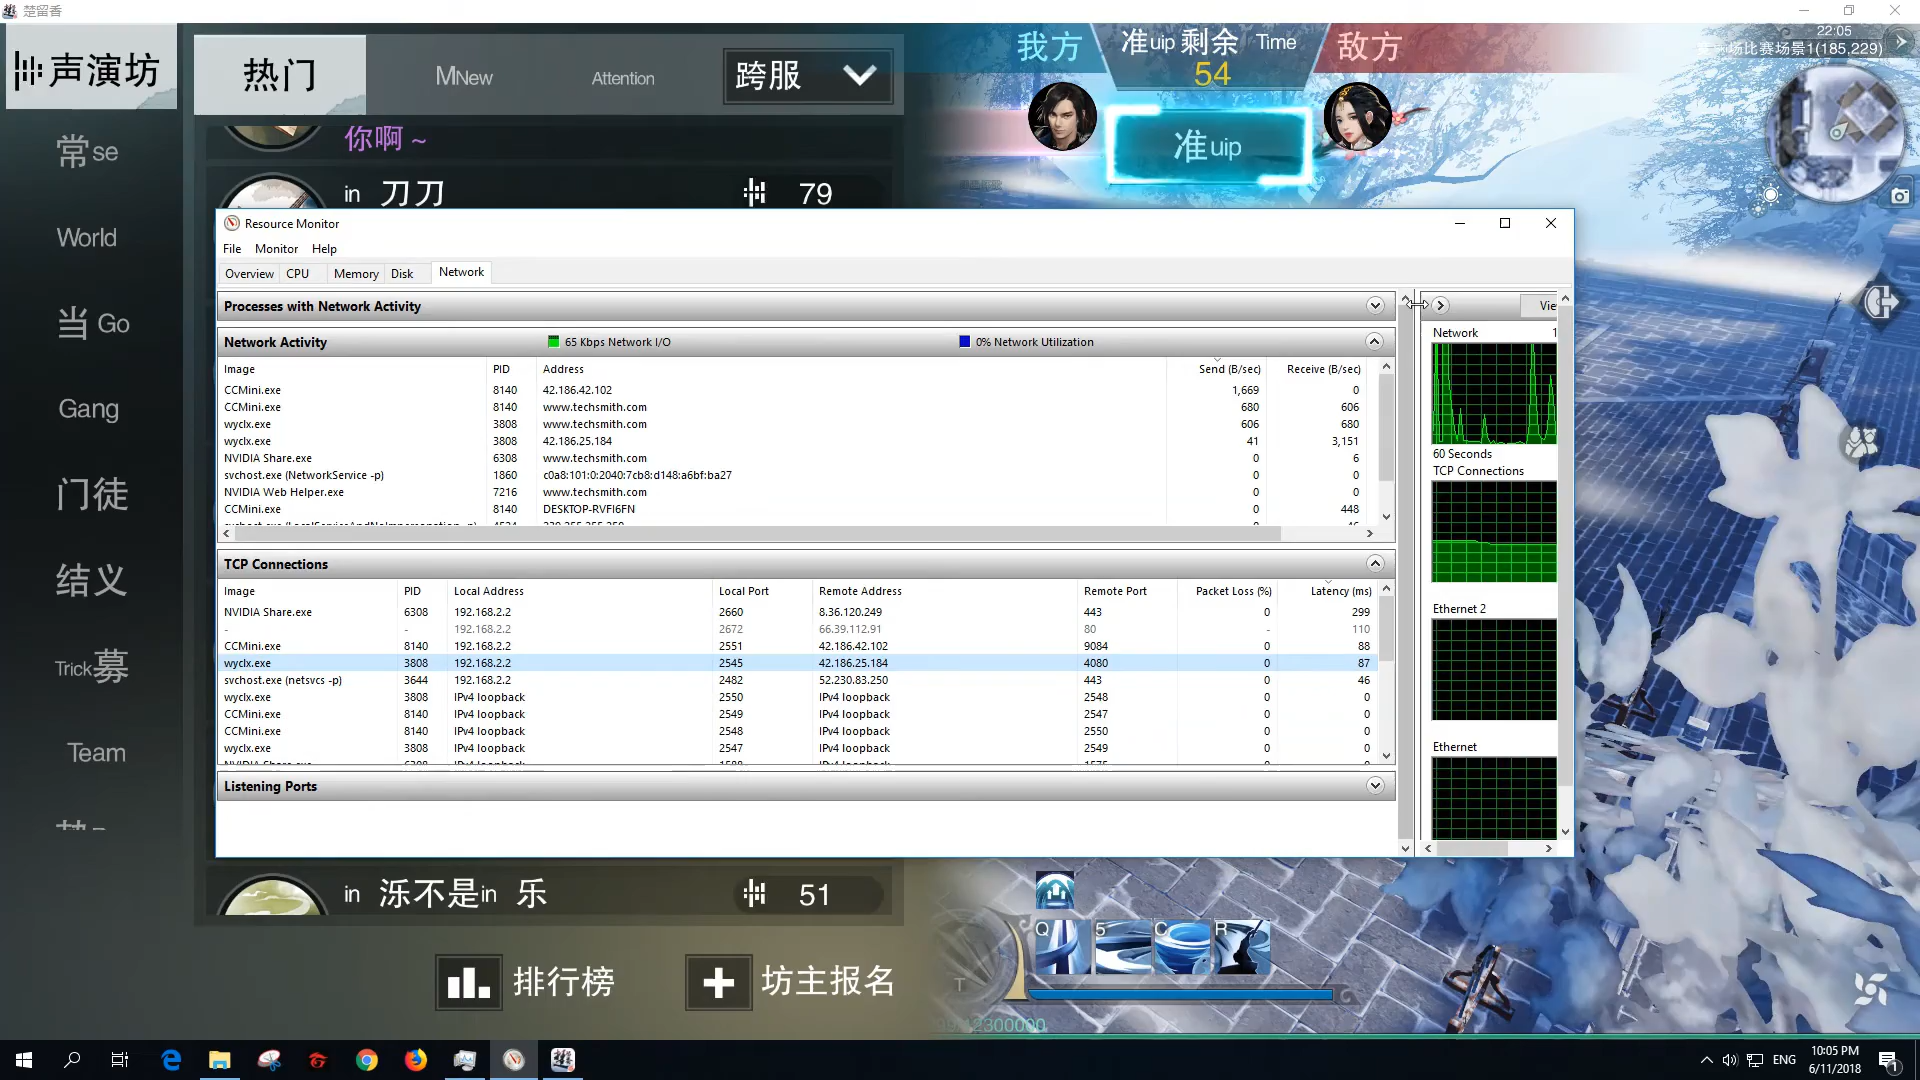 楚留香
声演坊
热门
MNew
Attention
跨服
常se
World
当 Go
Gang
门徒
结义
Trick募
Team
你啊 ~
in 刀刀
79
我方
准uip 剩余 Time
54
敌方
准uip
22:05
场比赛场景1(185,229)
Resource Monitor
File Monitor Help
Overview CPU Memory Disk Network
Processes with Network Activity
Network Activity 65 Kbps Network I/O 0% Network Utilization
Image PID Address Send (B/sec) Receive (B/sec)
CCMini.exe 8140 42.186.42.102 1,669 0
CCMini.exe 8140 www.techsmith.com 680 606
wyclx.exe 3808 www.techsmith.com 606 680
wyclx.exe 3808 42.186.25.184 41 3,151
NVIDIA Share.exe 6308 www.techsmith.com 0 6
svchost.exe (NetworkService -p) 1860 c0a8:101:0:2040:7cb8:d148:a6bf:ba27 0 0
NVIDIA Web Helper.exe 7216 www.techsmith.com 0 0
CCMini.exe 8140 DESKTOP-RVFI6FN 0 448
TCP Connections
Image PID Local Address Local Port Remote Address Remote Port Packet Loss (%) Latency (ms)
NVIDIA Share.exe 6308 192.168.2.2 2660 8.36.120.249 443 0 299
- - 192.168.2.2 2672 66.39.112.91 80 - 110
CCMini.exe 8140 192.168.2.2 2551 42.186.42.102 9084 0 88
wyclx.exe 3808 192.168.2.2 2545 42.186.25.184 4080 0 87
svchost.exe (netsvcs -p) 3644 192.168.2.2 2482 52.230.83.250 443 0 46
wyclx.exe 3808 IPv4 loopback 2550 IPv4 loopback 2548 0 0
CCMini.exe 8140 IPv4 loopback 2549 IPv4 loopback 2547 0 0
CCMini.exe 8140 IPv4 loopback 2548 IPv4 loopback 2550 0 0
wyclx.exe 3808 IPv4 loopback 2547 IPv4 loopback 2549 0 0
Listening Ports
Vie
Network 1
60 Seconds
TCP Connections
Ethernet 2
Ethernet
in 泺不是in 乐
51
排行榜
坊主报名
Q 5 C R
T
2300000
ENG
10:05 PM
6/11/2018
1